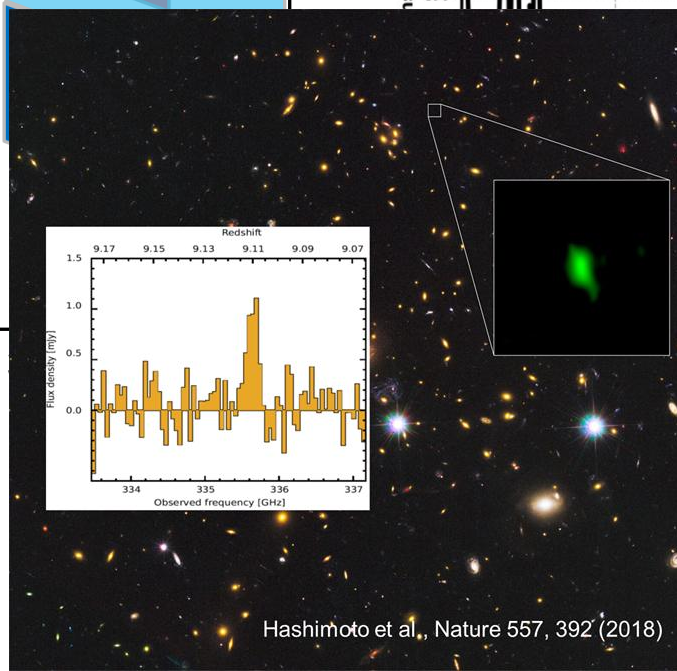 Redshift
9.17 9.15 9.13 9.11 9.09 9.07
1.5
1.0
0.5
0.0
Flux density [mJy]
334 335 336 337
Observed frequency [GHz]
Hashimoto et al., Nature 557, 392 (2018)